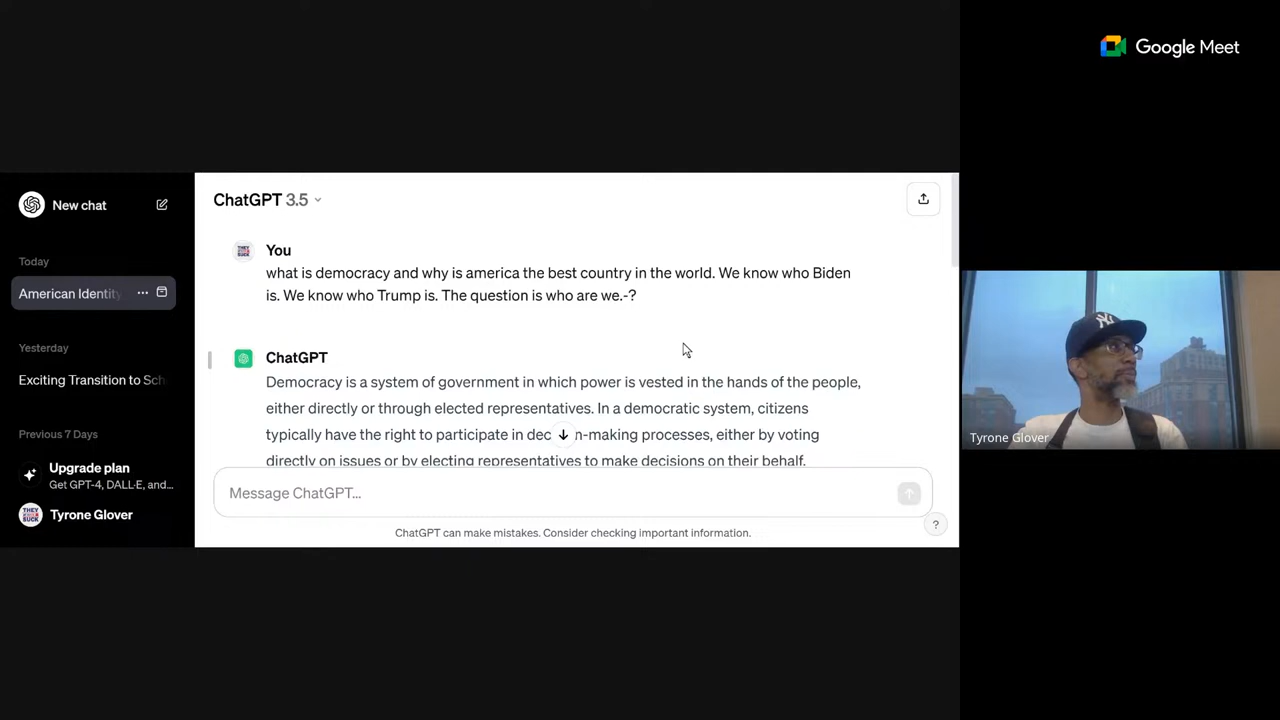 Google Meet
New chat
Today
American Identity
Yesterday
Exciting Transition to Sch
Previous 7 Days
Upgrade plan
Get GPT-4, DALL·E, and...
THEY
SUCK
Tyrone Glover
ChatGPT 3.5
You
what is democracy and why is america the best country in the world. We know who Biden
is. We know who Trump is. The question is who are we.-?
ChatGPT
Democracy is a system of government in which power is vested in the hands of the people,
either directly or through elected representatives. In a democratic system, citizens
typically have the right to participate in dec n-making processes, either by voting
directly on issues or by electing representatives to make decisions on their behalf.
Message ChatGPT...
ChatGPT can make mistakes. Consider checking important information.
?
NY
Tyrone Glover